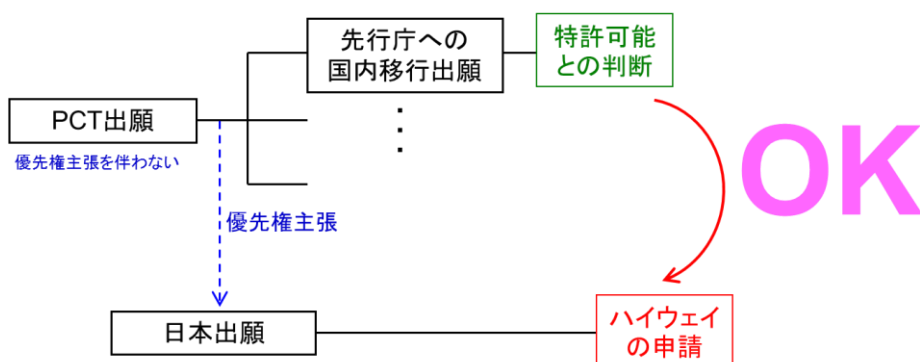 先行庁への
国内移行出願
特許可能
との判断
PCT出願
優先権主張を伴わない
OK
優先権主張
日本出願
ハイウェイ
の申請